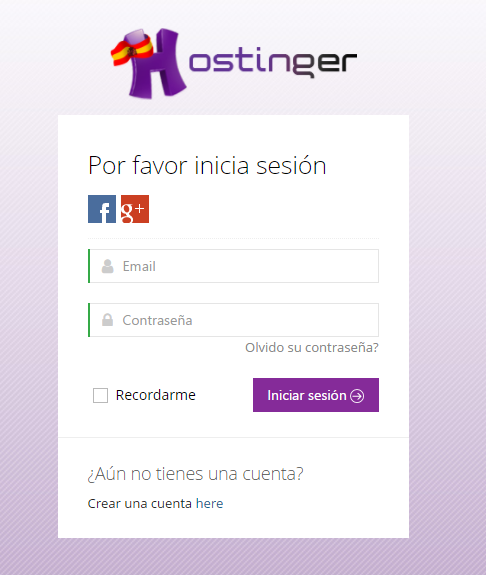 Hostinger
Por favor inicia sesión
f g+
Email
Contraseña
Olvido su contraseña?
Recordarme
Iniciar sesión
¿Aún no tienes una cuenta?
Crear una cuenta here